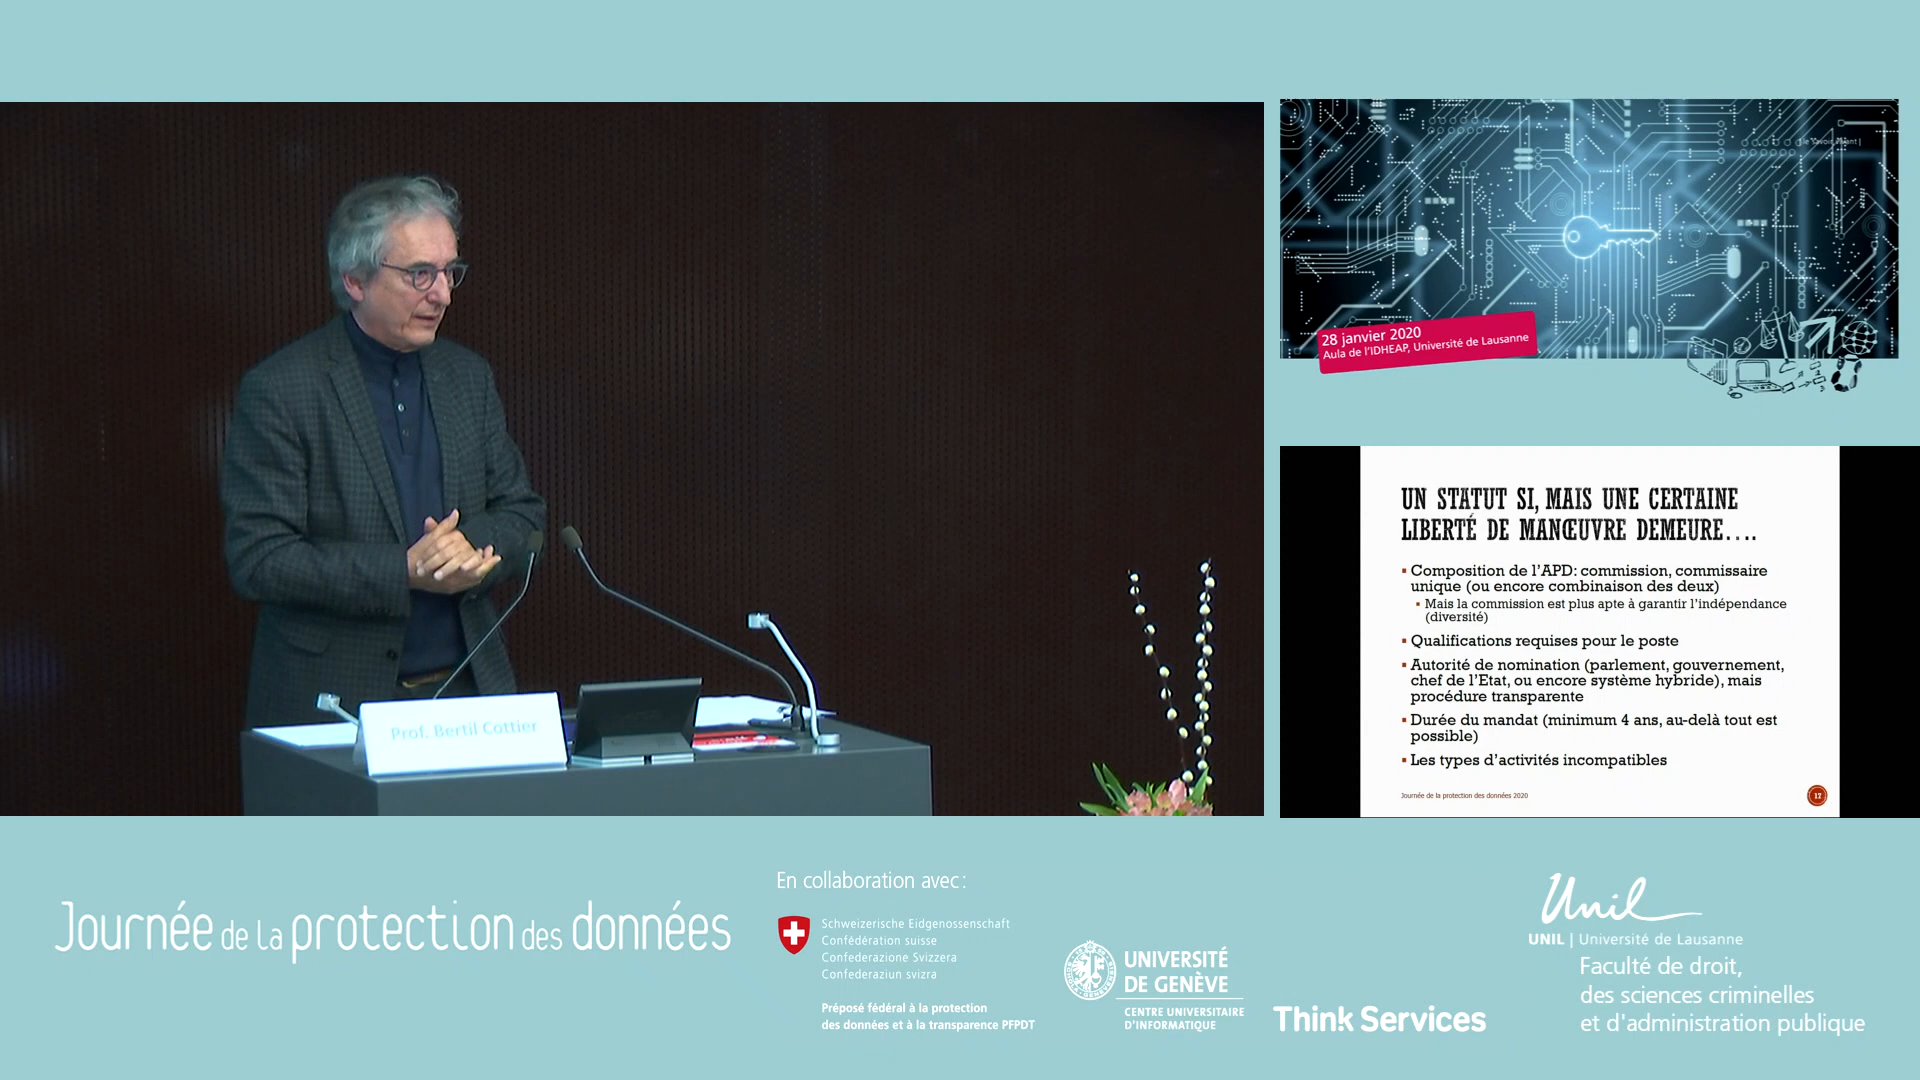 Prof. Bertil Cottier
| le savoir vivant |
28 janvier 2020
Aula de l'IDHEAP, Université de Lausanne
UN STATUT SI, MAIS UNE CERTAINE
LIBERTÉ DE MANŒUVRE DEMEURE....
▪ Composition de l'APD: commission, commissaire
unique (ou encore combinaison des deux)
▪ Mais la commission est plus apte à garantir l'indépendance
(diversité)
▪ Qualifications requises pour le poste
▪ Autorité de nomination (parlement, gouvernement,
chef de l'Etat, ou encore système hybride), mais
procédure transparente
▪ Durée du mandat (minimum 4 ans, au-delà tout est
possible)
▪ Les types d'activités incompatibles
Journée de la protection des données 2020
17
Journée de la protection des données
En collaboration avec :
Schweizerische Eidgenossenschaft
Confédération suisse
Confederazione Svizzera
Confederaziun svizra
Préposé fédéral à la protection
des données et à la transparence PFPDT
UNIVERSITÉ
DE GENÈVE
CENTRE UNIVERSITAIRE
D'INFORMATIQUE
Think Services
Unil
UNIL | Université de Lausanne
Faculté de droit,
des sciences criminelles
et d'administration publique